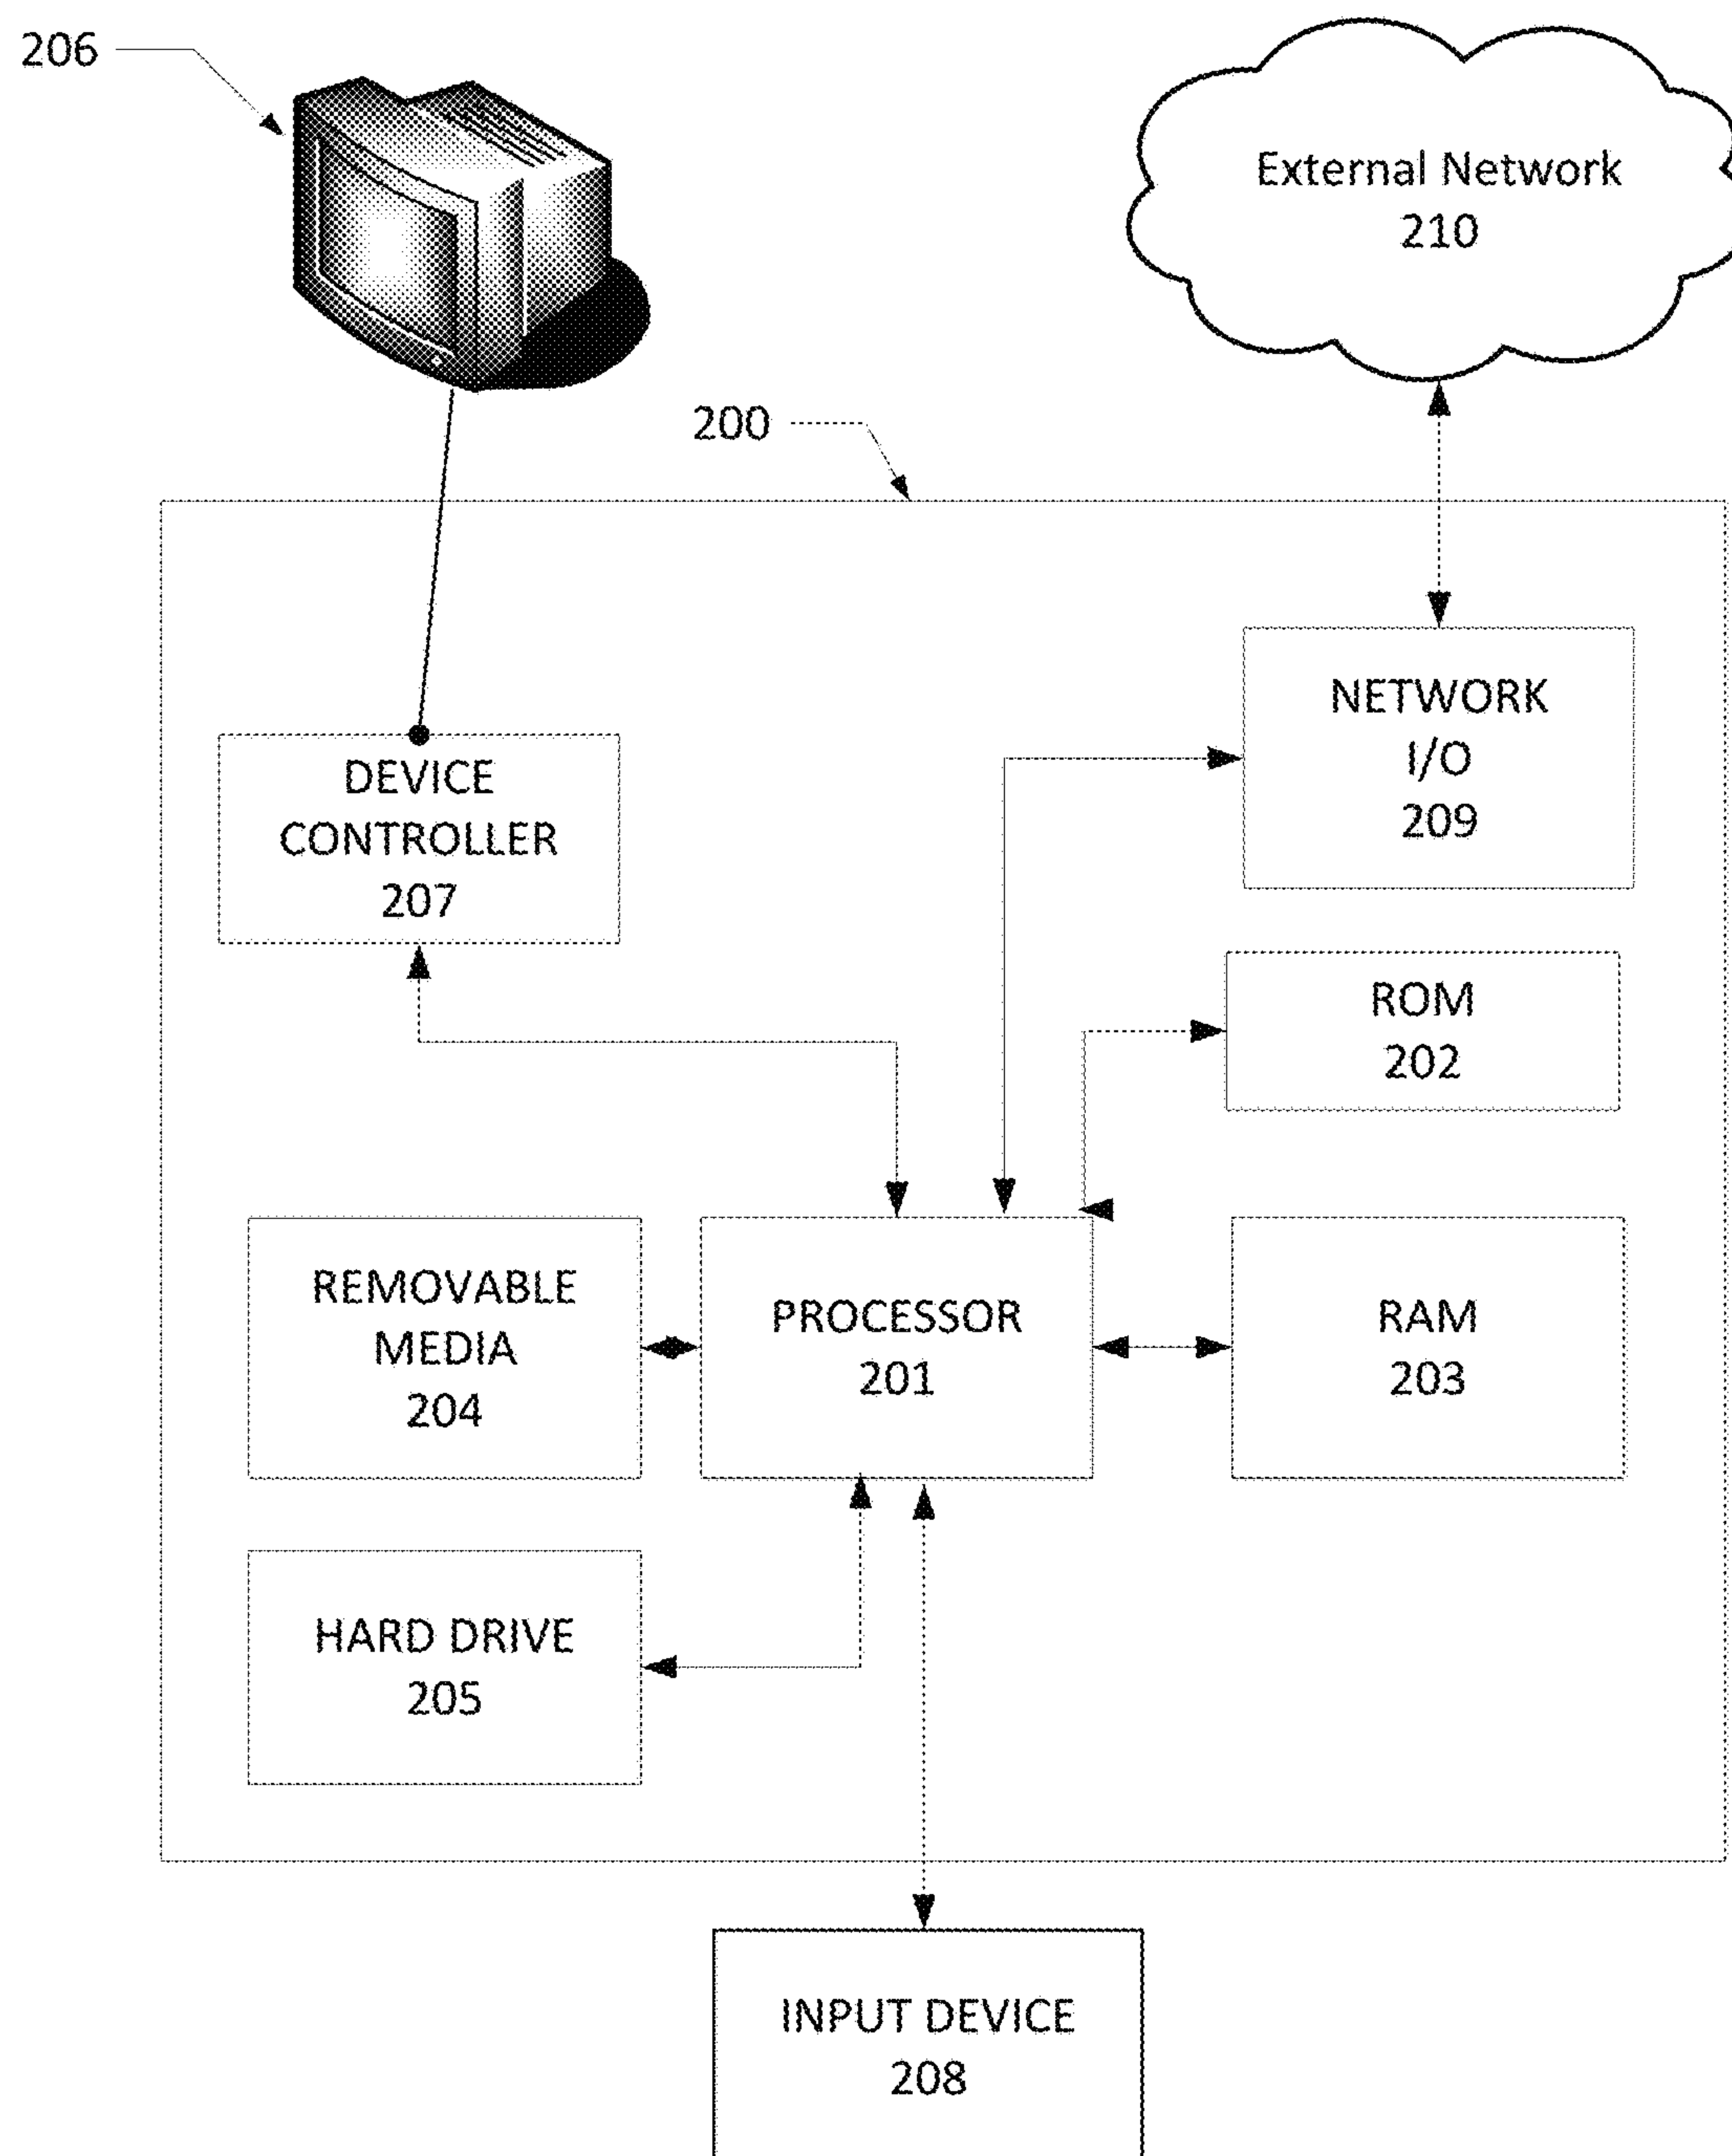 206
External Network
210
200
NETWORK
I/O
209
DEVICE
CONTROLLER
207
ROM
202
REMOVABLE
MEDIA
204
PROCESSOR
201
RAM
203
HARD DRIVE
205
INPUT DEVICE
208